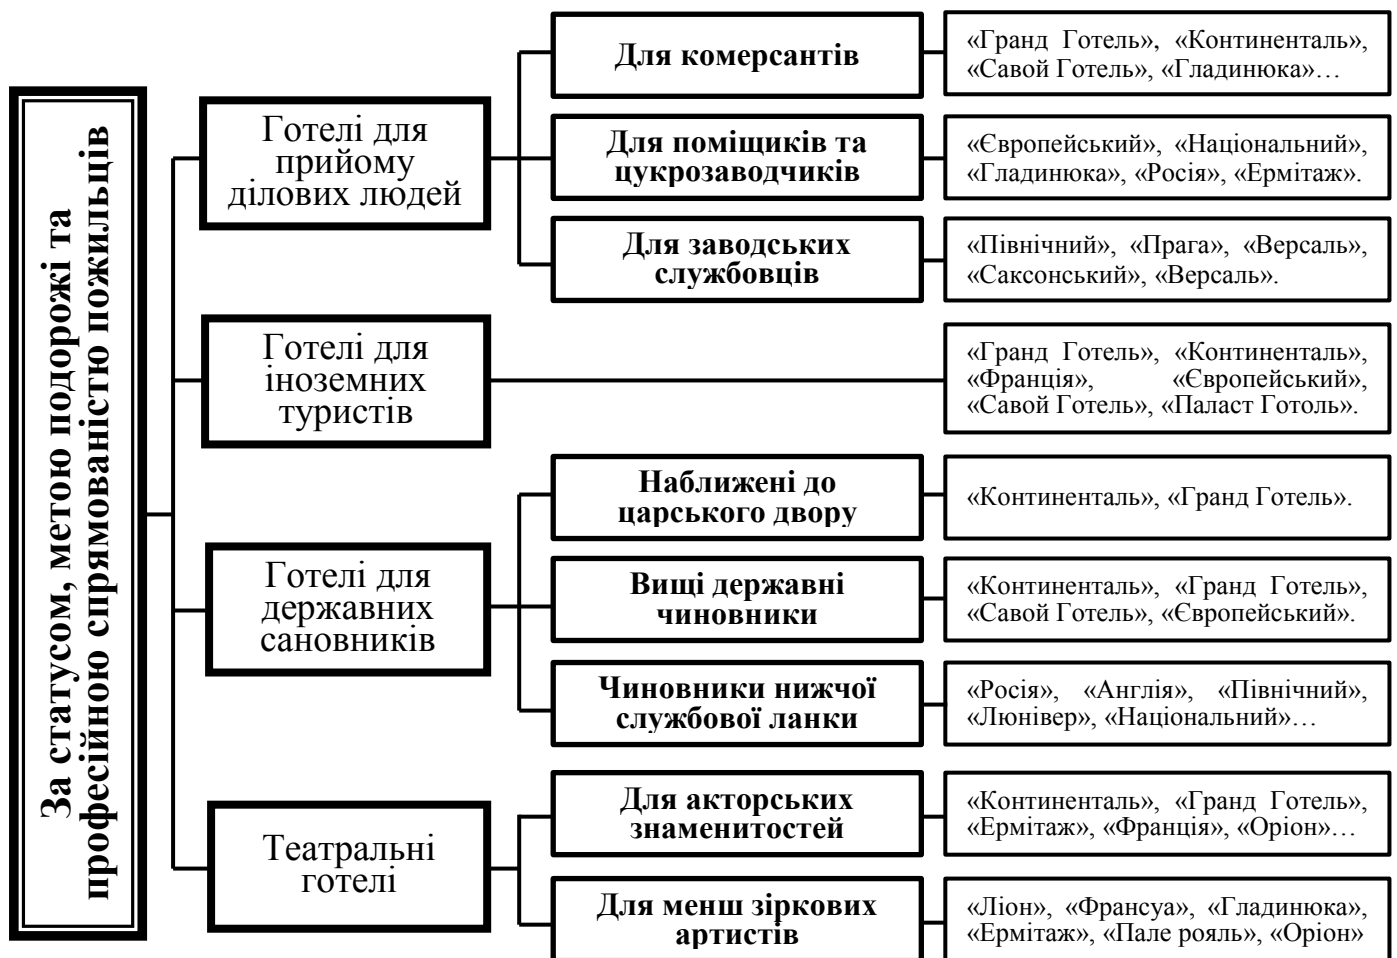 За статусом, метою подорожі та
професійною спрямованістю пожильців
Готелі для
прийому
ділових людей
Для комерсантів
«Гранд Готель», «Континенталь»,
«Савой Готель», «Гладинюка»…
Для поміщиків та
цукрозаводчиків
«Європейський», «Національний»,
«Гладинюка», «Росія», «Ермітаж».
Для заводських
службовців
«Північний», «Прага», «Версаль»,
«Саксонський», «Версаль».
Готелі для
іноземних
туристів
«Гранд Готель», «Континенталь»,
«Франція», «Європейський»,
«Савой Готель», «Паласт Готоль».
Готелі для
державних
сановників
Наближені до
царського двору
«Континенталь», «Гранд Готель».
Вищі державні
чиновники
«Континенталь», «Гранд Готель»,
«Савой Готель», «Європейський».
Чиновники нижчої
службової ланки
«Росія», «Англія», «Північний»,
«Люнівер», «Національний»…
Театральні
готелі
Для акторських
знаменитостей
«Континенталь», «Гранд Готель»,
«Ермітаж», «Франція», «Оріон»…
Для менш зіркових
артистів
«Ліон», «Франсуа», «Гладинюка»,
«Ермітаж», «Пале рояль», «Оріон»